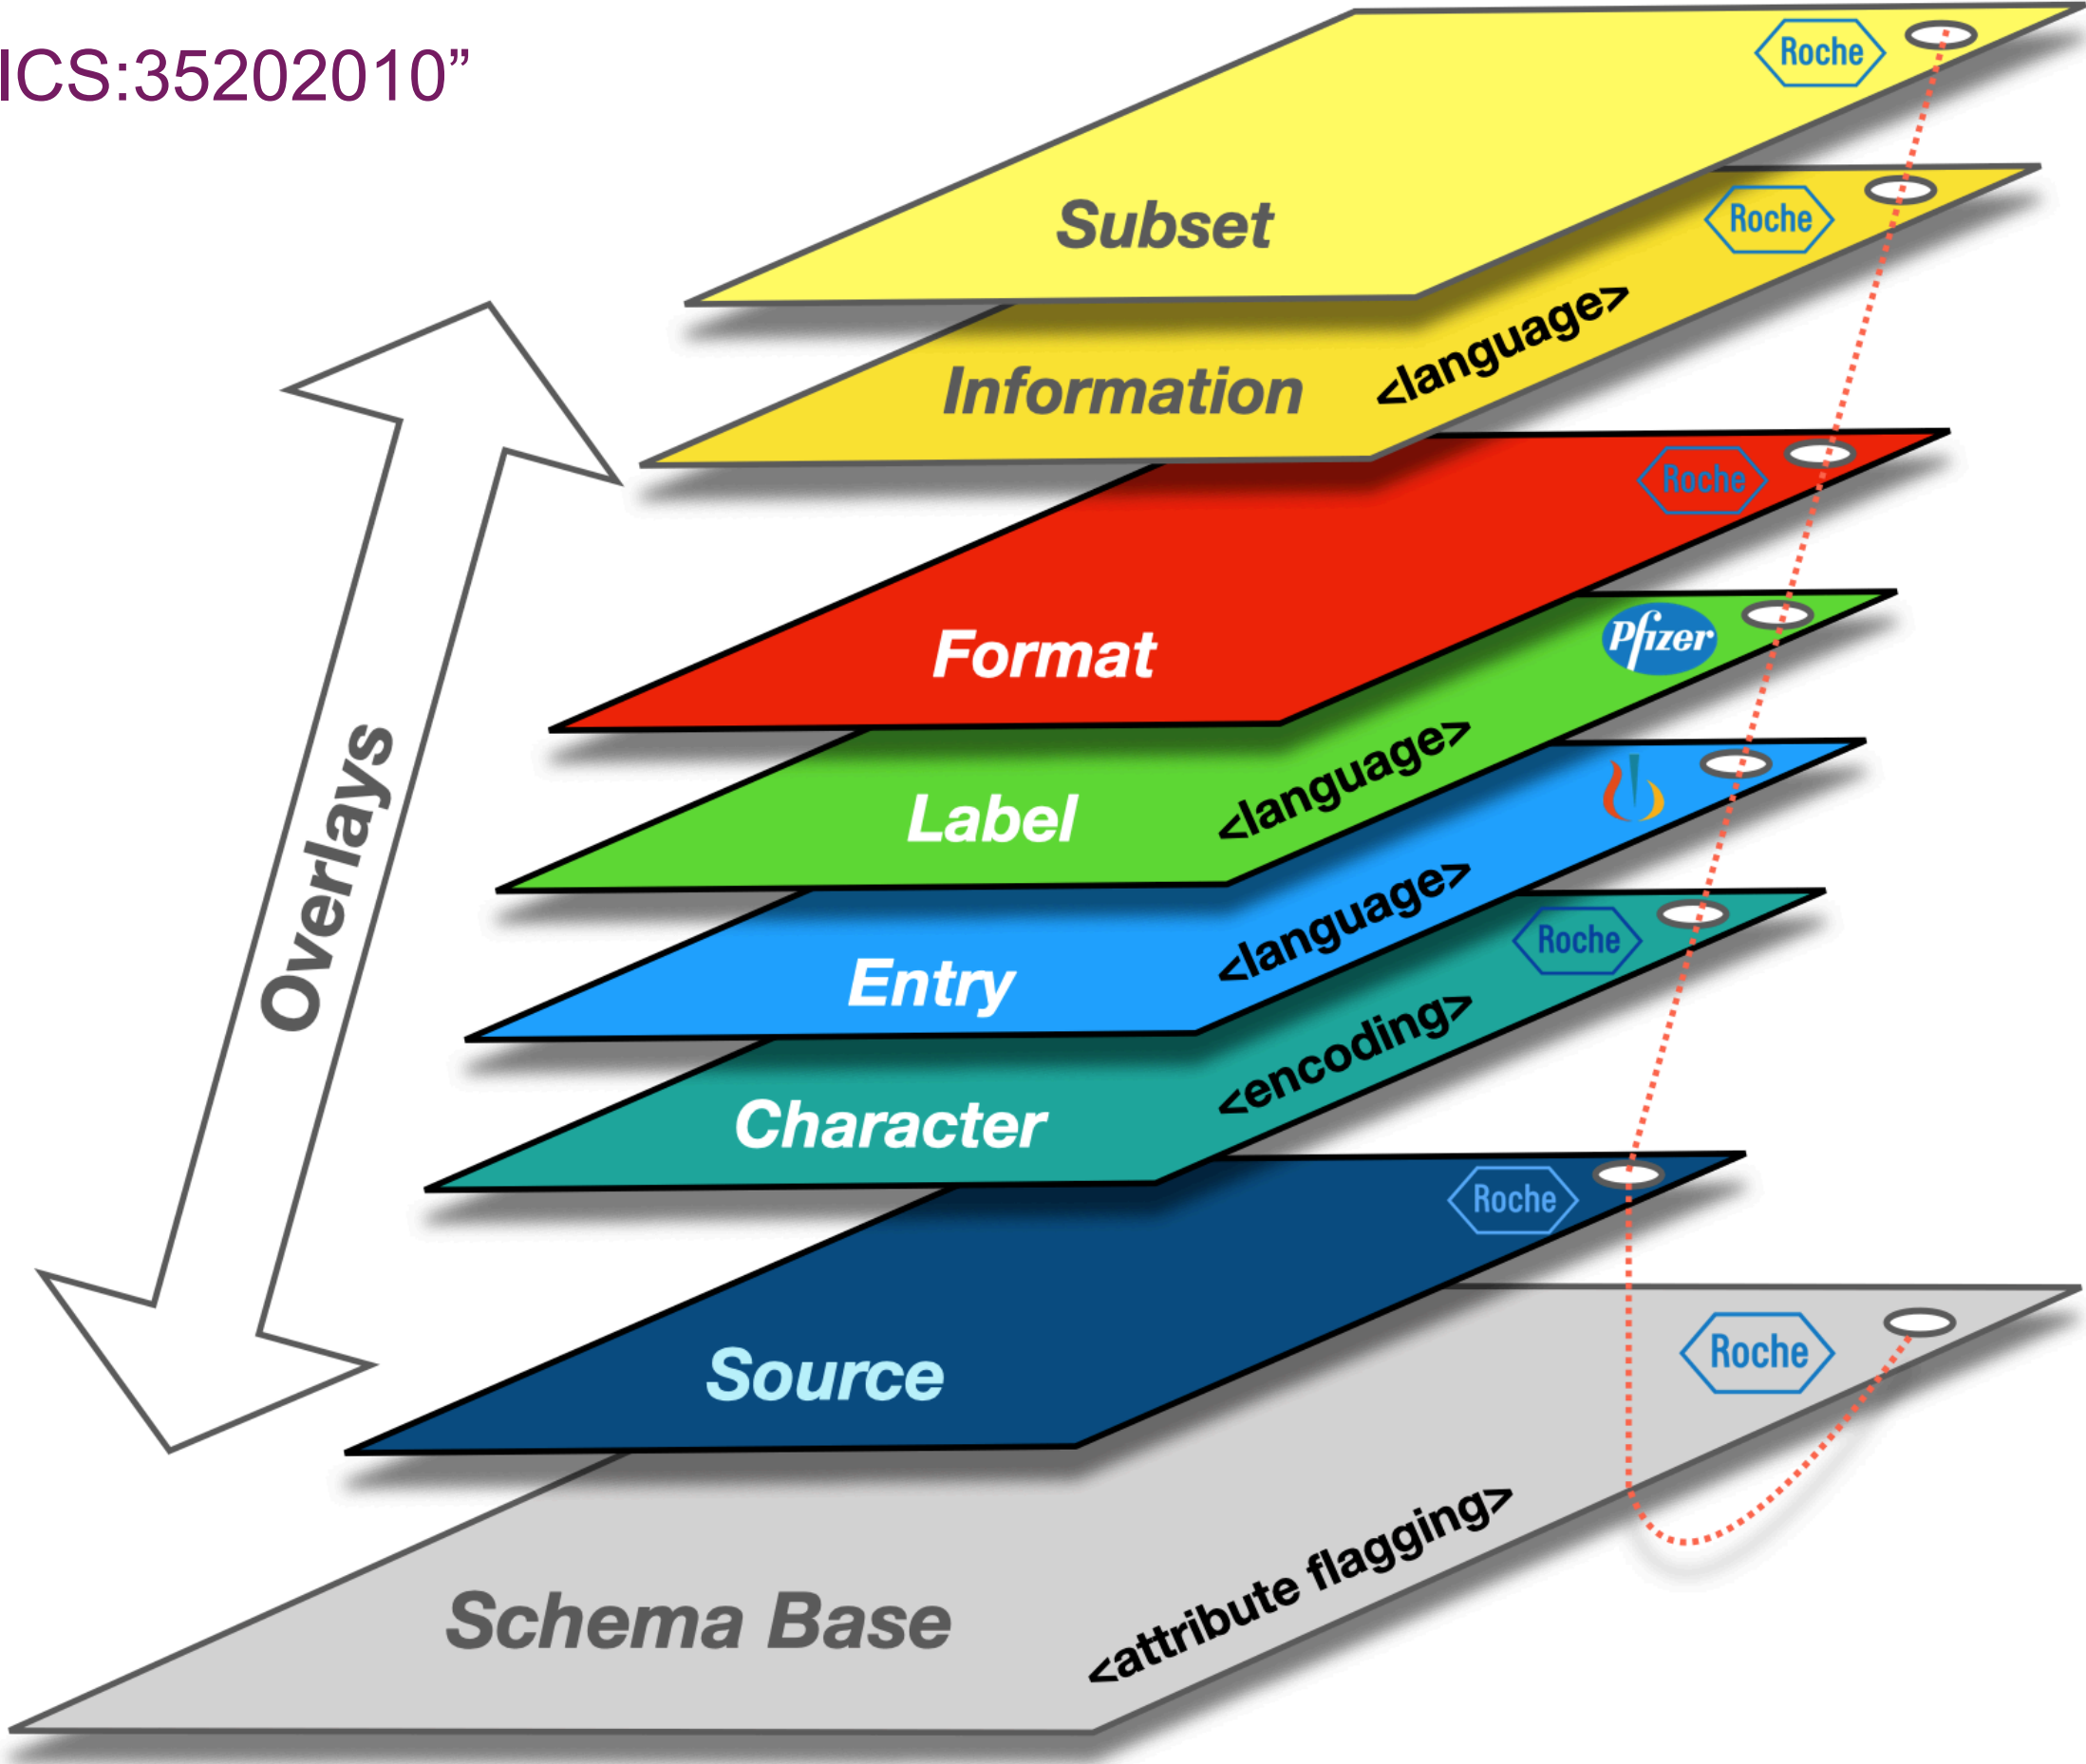 ICS:35202010”
Roche
Subset
Roche
<language>
Information
Roche
Format
Pfizer
<language>
Label
<language>
Entry
Roche
<encoding>
Character
Roche
Source
Roche
<attribute flagging>
Schema Base
Overlays